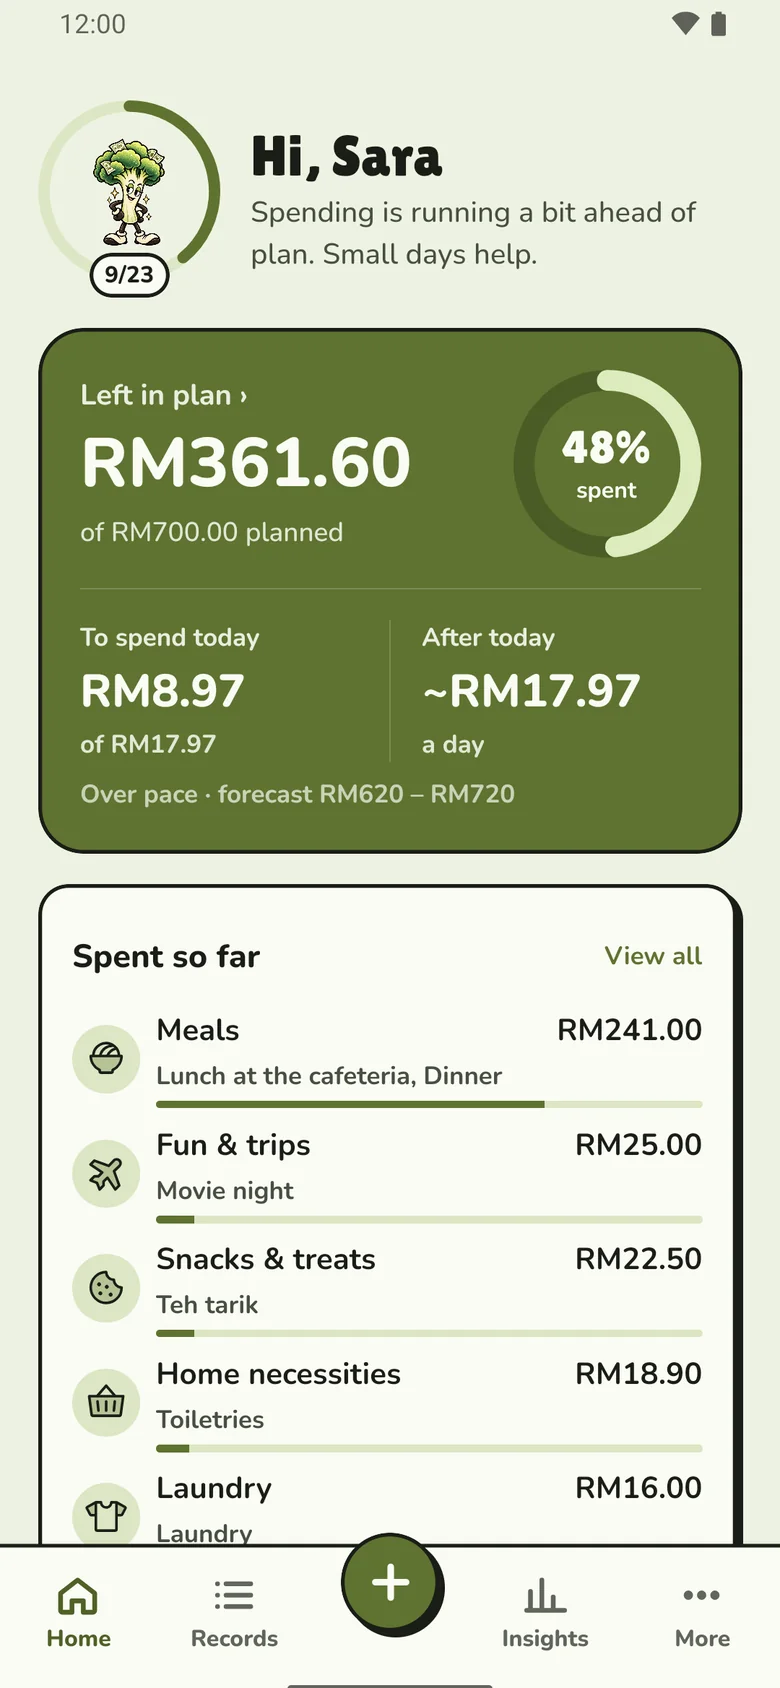 12:00
Hi, Sara
Spending is running a bit ahead of
plan. Small days help.
9/23
Left in plan ›
RM361.60
of RM700.00 planned
48%
spent
To spend today
RM8.97
of RM17.97
After today
~RM17.97
a day
Over pace · forecast RM620 – RM720
Spent so far
View all
Meals
RM241.00
Lunch at the cafeteria, Dinner
Fun & trips
RM25.00
Movie night
Snacks & treats
RM22.50
Teh tarik
Home necessities
RM18.90
Toiletries
Laundry
RM16.00
Laundry
Home
Records
Insights
More